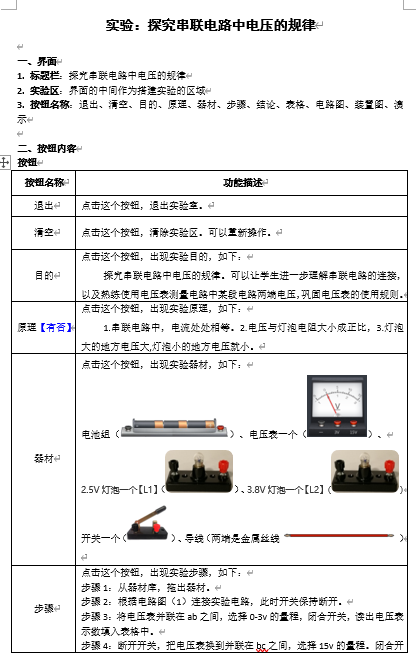 实验：探究串联电路中电压的规律
一、界面
1. 标题栏：探究串联电路中电压的规律
2. 实验区：界面的中间作为搭建实验的区域
3. 按钮名称：退出、清空、目的、原理、器材、步骤、结论、表格、电路图、装置图、演
示
二、按钮内容
按钮
按钮名称 功能描述
退出 点击这个按钮，退出实验室。
清空 点击这个按钮，清除实验区。可以重新操作。
目的 点击这个按钮，出现实验目的，如下：
探究串联电路中电压的规律。可以让学生进一步理解串联电路的连接，
以及熟练使用电压表测量电路中某段电路两端电压，巩固电压表的使用规则。
原理【有否】 点击这个按钮，出现实验原理，如下：
1.串联电路中，电流处处相等。2.电压与灯泡电阻大小成正比，3.灯泡
大的地方电压大，灯泡小的地方电压就小。
器材 点击这个按钮，出现实验器材，如下：
电池组（ ）、电压表一个（ V ）、
2.5V 灯泡一个【L1】（ ）、3.8V 灯泡一个【L2】（ ）
开关一个（ ）、导线（两端是金属丝线 ）
步骤 点击这个按钮，出现实验步骤，如下：
步骤 1：从器材库，拖出器材。
步骤 2：根据电路图（1）连接实验电路，此时开关保持断开。
步骤 3：将电压表并联在 ab 之间，选择 0-3v 的量程，闭合开关，读出电压表
示数填入表格中。
步骤 4：断开开关，把电压表换到并联在 bc 之间，选择 15v 的量程。闭合开